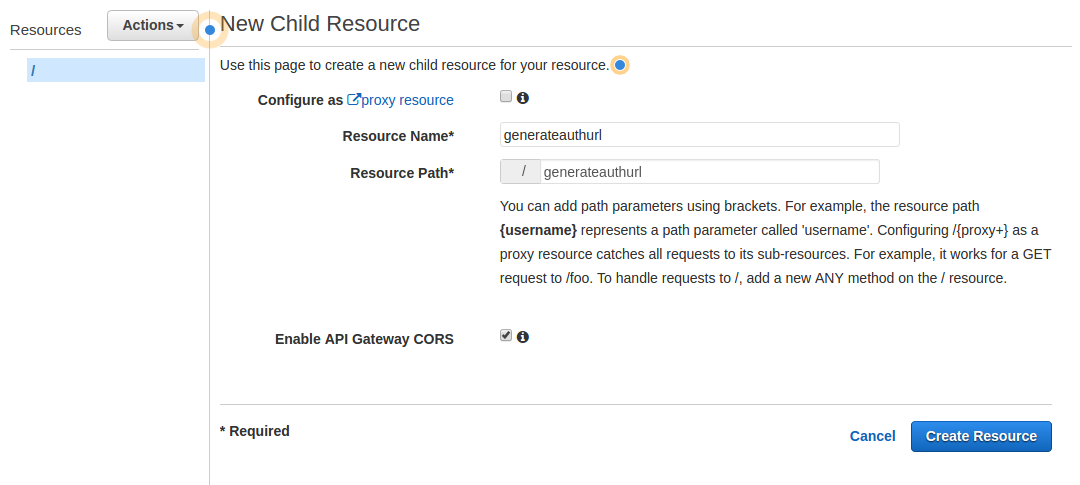 Resources
Actions
/
New Child Resource
Use this page to create a new child resource for your resource.
Configure as proxy resource
Resource Name*
generateauthurl
Resource Path*
/ generateauthurl
You can add path parameters using brackets. For example, the resource path
{username} represents a path parameter called 'username'. Configuring /{proxy+} as a
proxy resource catches all requests to its sub-resources. For example, it works for a GET
request to /foo. To handle requests to /, add a new ANY method on the / resource.
Enable API Gateway CORS
* Required
Cancel
Create Resource